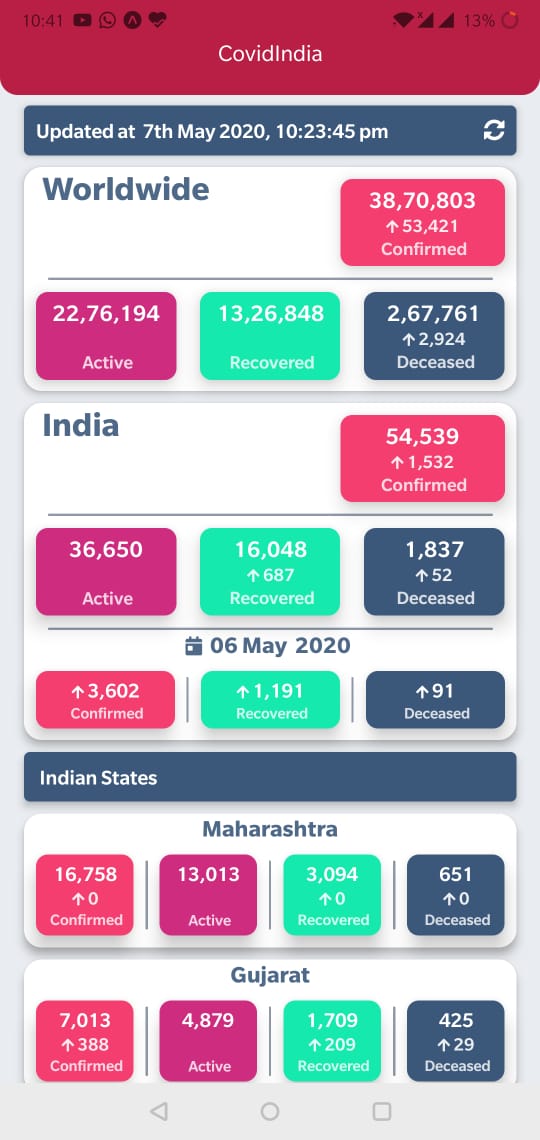 10:41
x
13%
CovidIndia
Updated at 7th May 2020, 10:23:45 pm
Worldwide
38,70,803
↑ 53,421
Confirmed
22,76,194
Active
13,26,848
Recovered
2,67,761
↑ 2,924
Deceased
India
54,539
↑ 1,532
Confirmed
36,650
Active
16,048
↑ 687
Recovered
1,837
↑ 52
Deceased
06 May 2020
↑ 3,602
Confirmed
↑ 1,191
Recovered
↑ 91
Deceased
Indian States
Maharashtra
16,758
↑ 0
Confirmed
13,013
Active
3,094
↑ 0
Recovered
651
↑ 0
Deceased
Gujarat
7,013
↑ 388
Confirmed
4,879
Active
1,709
↑ 209
Recovered
425
↑ 29
Deceased